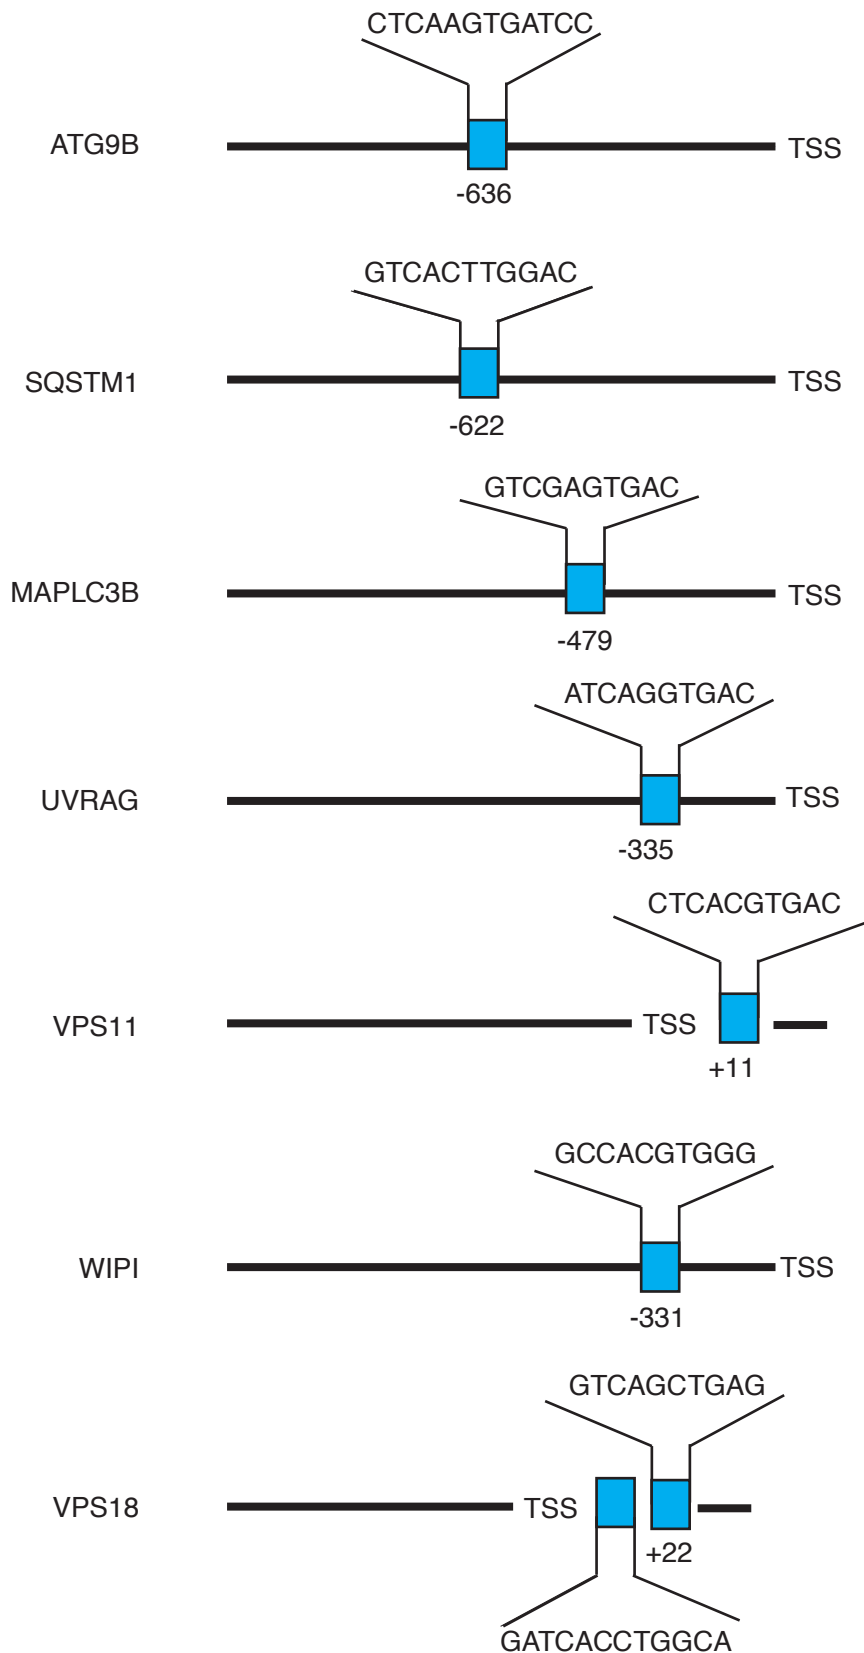 CTCAAGTGATCC
ATG9B
TSS
-636
GTCACTTGGAC
SQSTM1
TSS
-622
GTCGAGTGAC
MAPLC3B
TSS
-479
ATCAGGTGAC
UVRAG
TSS
-335
CTCACGTGAC
VPS11
TSS
+11
GCCACGTGGG
WIPI
TSS
-331
GTCAGCTGAG
VPS18
TSS
+22
GATCACCTGGCA